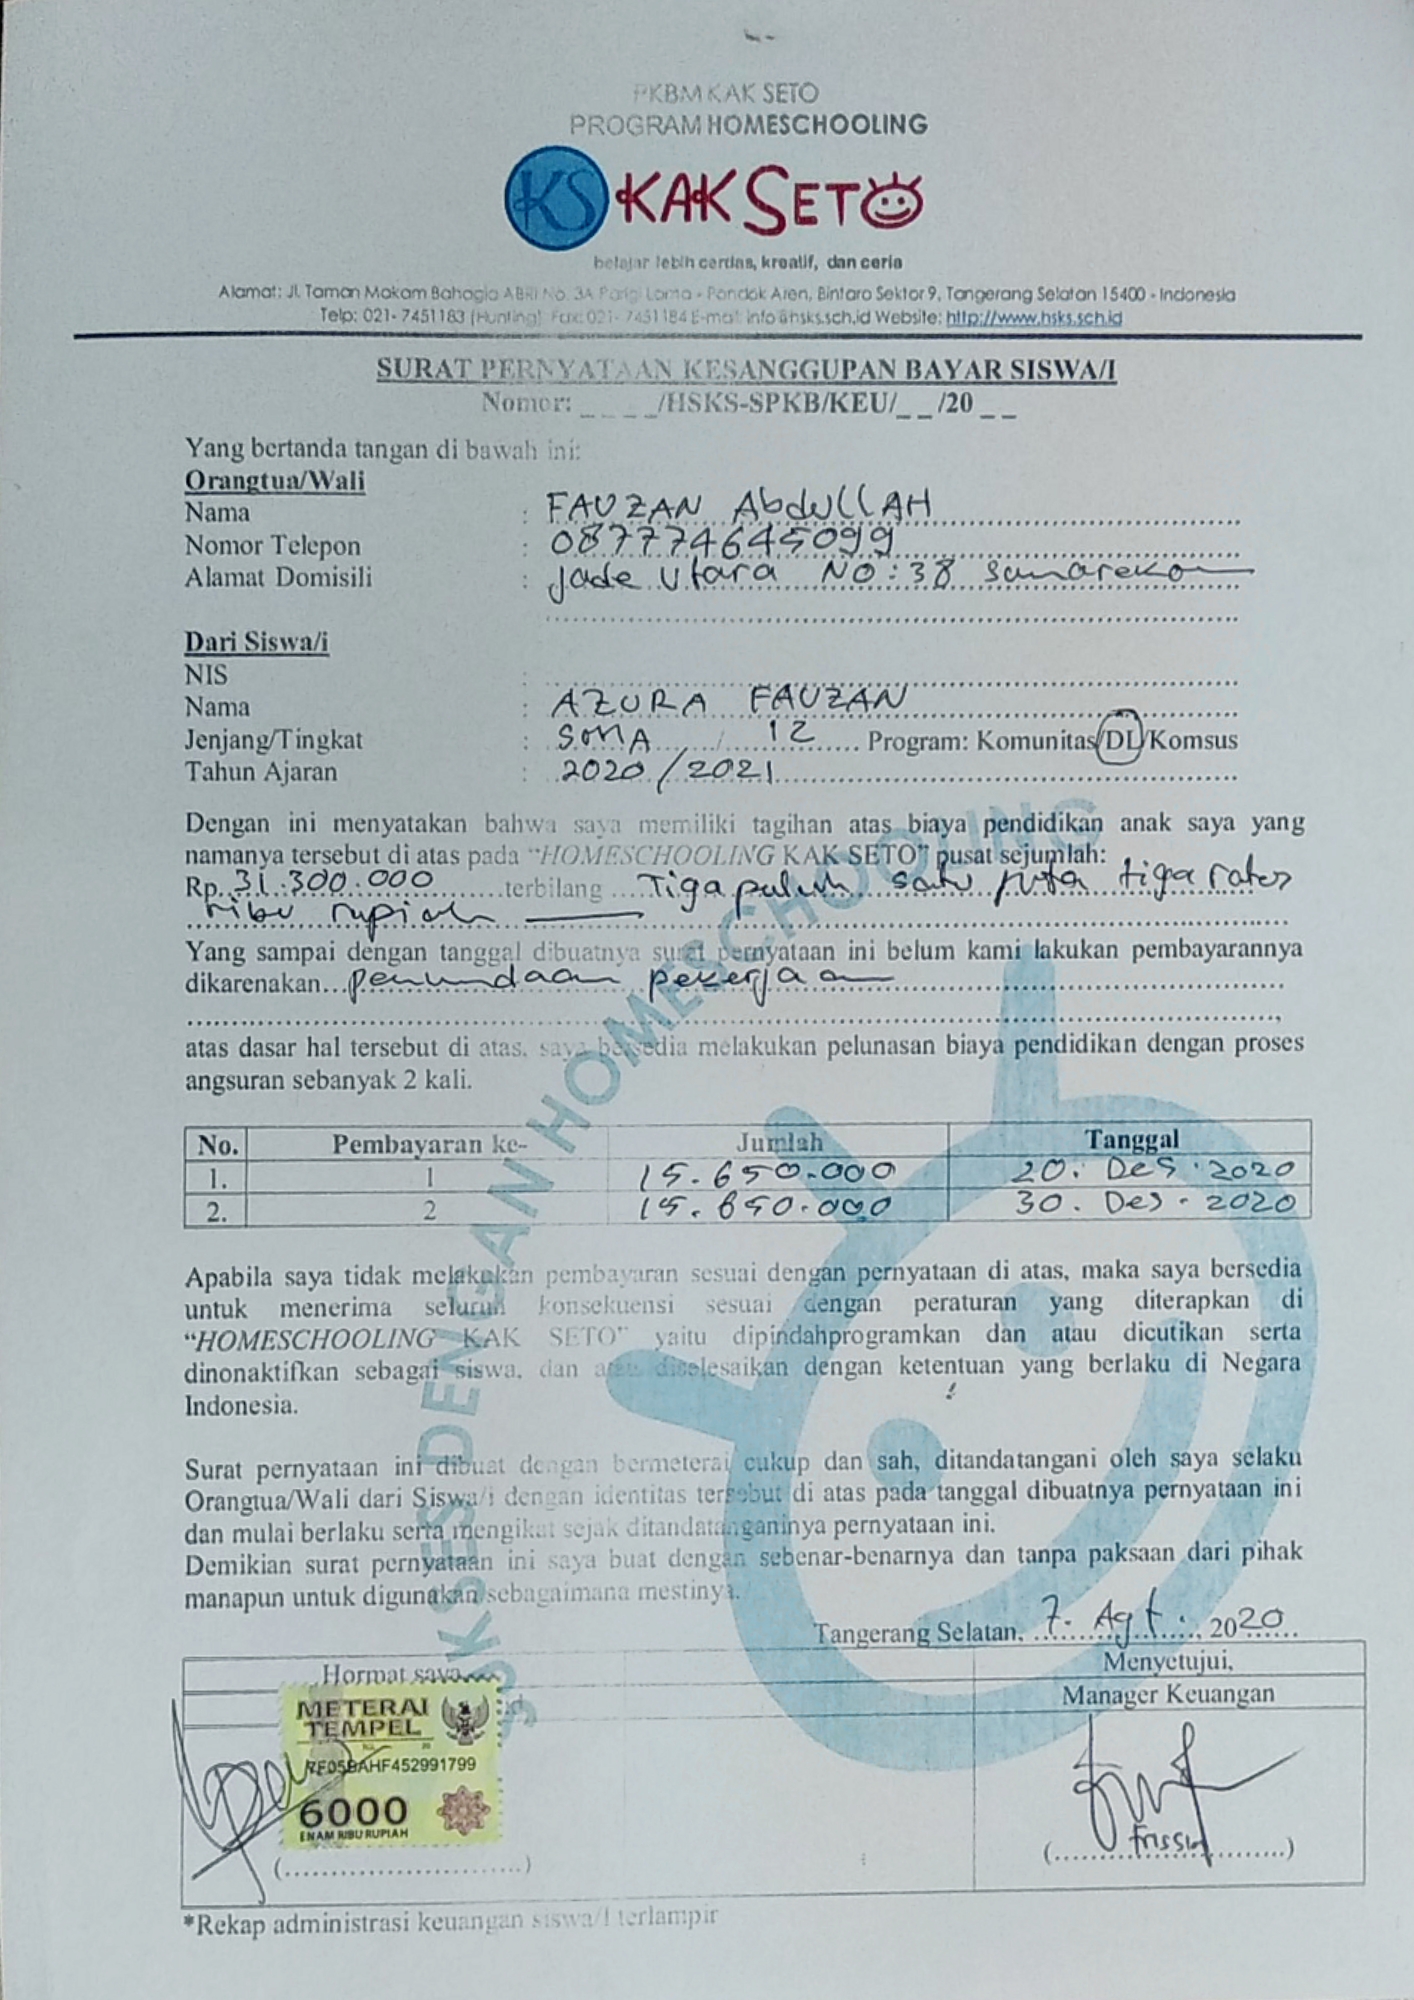 PKBM KAK SETO
PROGRAM HOMESCHOOLING
KS KAK SETO
belajar lebih cerdas, kreatif, dan ceria
Alamat: Jl. Taman Makam Bahagia ABRI No. 3A Parigi Lama - Pondok Aren, Bintaro Sektor 9, Tangerang Selatan 15400 - Indonesia
Telp: 021- 7451183 (Hunting) Fax: 021- 7451184 E-mail: info@hsks.sch.id Website: http://www.hsks.sch.id
SURAT PERNYATAAN KESANGGUPAN BAYAR SISWA/I
Nomor: _ _ _ _/HSKS-SPKB/KEU/_ _ /20 _ _
Yang bertanda tangan di bawah ini:
Orangtua/Wali
Nama : FAUZAN AbdullAH
Nomor Telepon : 087774645099
Alamat Domisili : jade utara NO: 38
Dari Siswa/i
NIS :
Nama : AZURA FAUZAN
Jenjang/Tingkat : SMA / 12 Program: Komunitas/DL/Komsus
Tahun Ajaran : 2020/2021
Dengan ini menyatakan bahwa saya memiliki tagihan atas biaya pendidikan anak saya yang
namanya tersebut di atas pada "HOMESCHOOLING KAK SETO" pusat sejumlah:
Rp. 31.300.000 terbilang Tiga puluh satu juta tiga ratus
ribu rupiah
Yang sampai dengan tanggal dibuatnya surat pernyataan ini belum kami lakukan pembayarannya
dikarenakan penundaan pekerjaan
atas dasar hal tersebut di atas, saya bersedia melakukan pelunasan biaya pendidikan dengan proses
angsuran sebanyak 2 kali.
No. Pembayaran ke- Jumlah Tanggal
1. 1 15.650.000 20. Des. 2020
2. 2 15.650.000 30. Des. 2020
Apabila saya tidak melakukan pembayaran sesuai dengan pernyataan di atas, maka saya bersedia
untuk menerima seluruh konsekuensi sesuai dengan peraturan yang diterapkan di
"HOMESCHOOLING KAK SETO" yaitu dipindahprogramkan dan atau dicutikan serta
dinonaktifkan sebagai siswa, dan atau diselesaikan dengan ketentuan yang berlaku di Negara
Indonesia.
Surat pernyataan ini dibuat dengan bermeterai cukup dan sah, ditandatangani oleh saya selaku
Orangtua/Wali dari Siswa/i dengan identitas tersebut di atas pada tanggal dibuatnya pernyataan ini
dan mulai berlaku serta mengikat sejak ditandatanganinya pernyataan ini.
Demikian surat pernyataan ini saya buat dengan sebenar-benarnya dan tanpa paksaan dari pihak
manapun untuk digunakan sebagaimana mestinya.
Tangerang Selatan, 7. Agt. 2020
Hormat saya Menyetujui,
Manager Keuangan
METERAI
TEMPEL
6000
ENAM RIBU RUPIAH
(........................) (Frissia)
*Rekap administrasi keuangan siswa/I terlampir
DENGAN HOMESCHOOLING